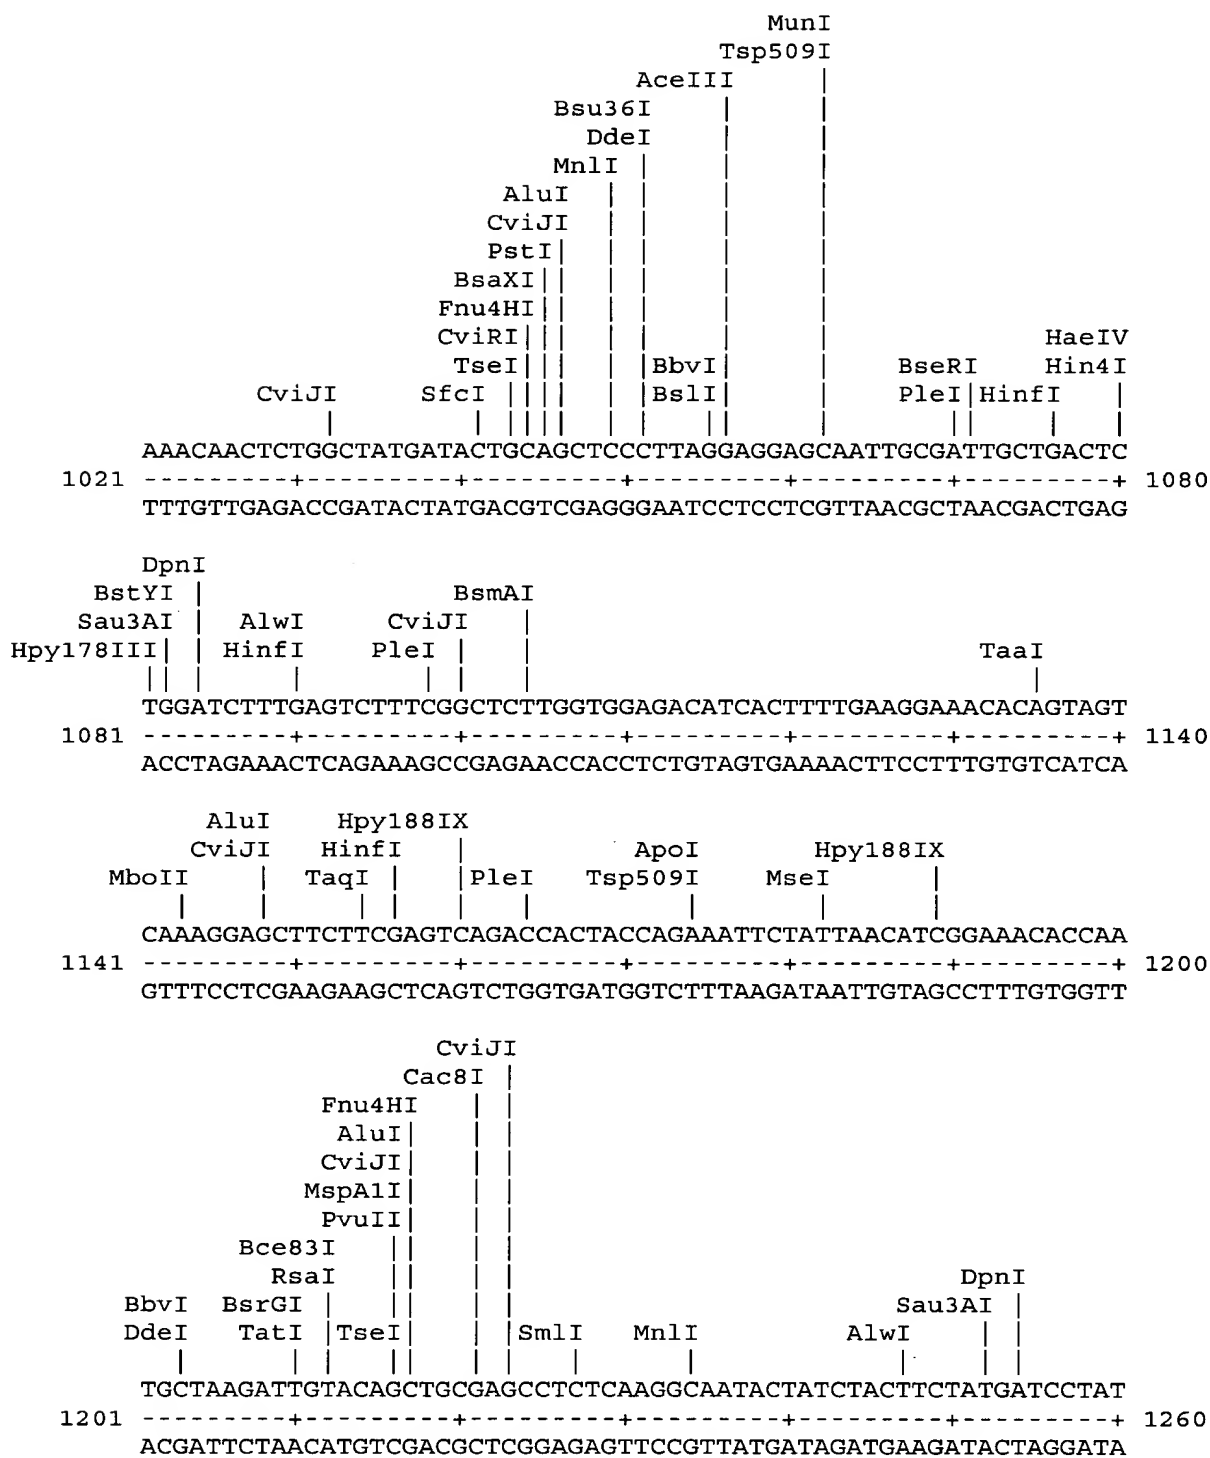 MunI
Tsp509I
AceIII
Bsu36I
DdeI
MnlI
AluI
CviJI
PstI
BsaXI
Fnu4HI
CviRI HaeIV
TseI BbvI BseRI Hin4I
CviJI SfcI BslI PleI HinfI
AAACAACTCTGGCTATGATACTGCAGCTCCCTTAGGAGGAGCAATTGCGATTGCTGACTC
1021 ---------+---------+---------+---------+---------+---------+ 1080
TTTGTTGAGACCGATACTATGACGTCGAGGGAATCCTCCTCGTTAACGCTAACGACTGAG
DpnI
BstYI BsmAI
Sau3AI AlwI CviJI
Hpy178III HinfI PleI TaaI
TGGATCTTTGAGTCTTTCGGCTCTTGGTGGAGACATCACTTTTGAAGGAAACACAGTAGT
1081 ---------+---------+---------+---------+---------+---------+ 1140
ACCTAGAAACTCAGAAAGCCGAGAACCACCTCTGTAGTGAAAACTTCCTTTGTGTCATCA
AluI Hpy188IX
CviJI HinfI ApoI Hpy188IX
MboII TaqI PleI Tsp509I MseI
CAAAGGAGCTTCTTCGAGTCAGACCACTACCAGAAATTCTATTAACATCGGAAACACCAA
1141 ---------+---------+---------+---------+---------+---------+ 1200
GTTTCCTCGAAGAAGCTCAGTCTGGTGATGGTCTTTAAGATAATTGTAGCCTTTGTGGTT
CviJI
Cac8I
Fnu4HI
AluI
CviJI
MspA1I
PvuII
Bce83I
RsaI DpnI
BbvI BsrGI Sau3AI
DdeI TatI TseI SmlI MnlI AlwI
TGCTAAGATTGTACAGCTGCGAGCCTCTCAAGGCAATACTATCTACTTCTATGATCCTAT
1201 ---------+---------+---------+---------+---------+---------+ 1260
ACGATTCTAACATGTCGACGCTCGGAGAGTTCCGTTATGATAGATGAAGATACTAGGATA